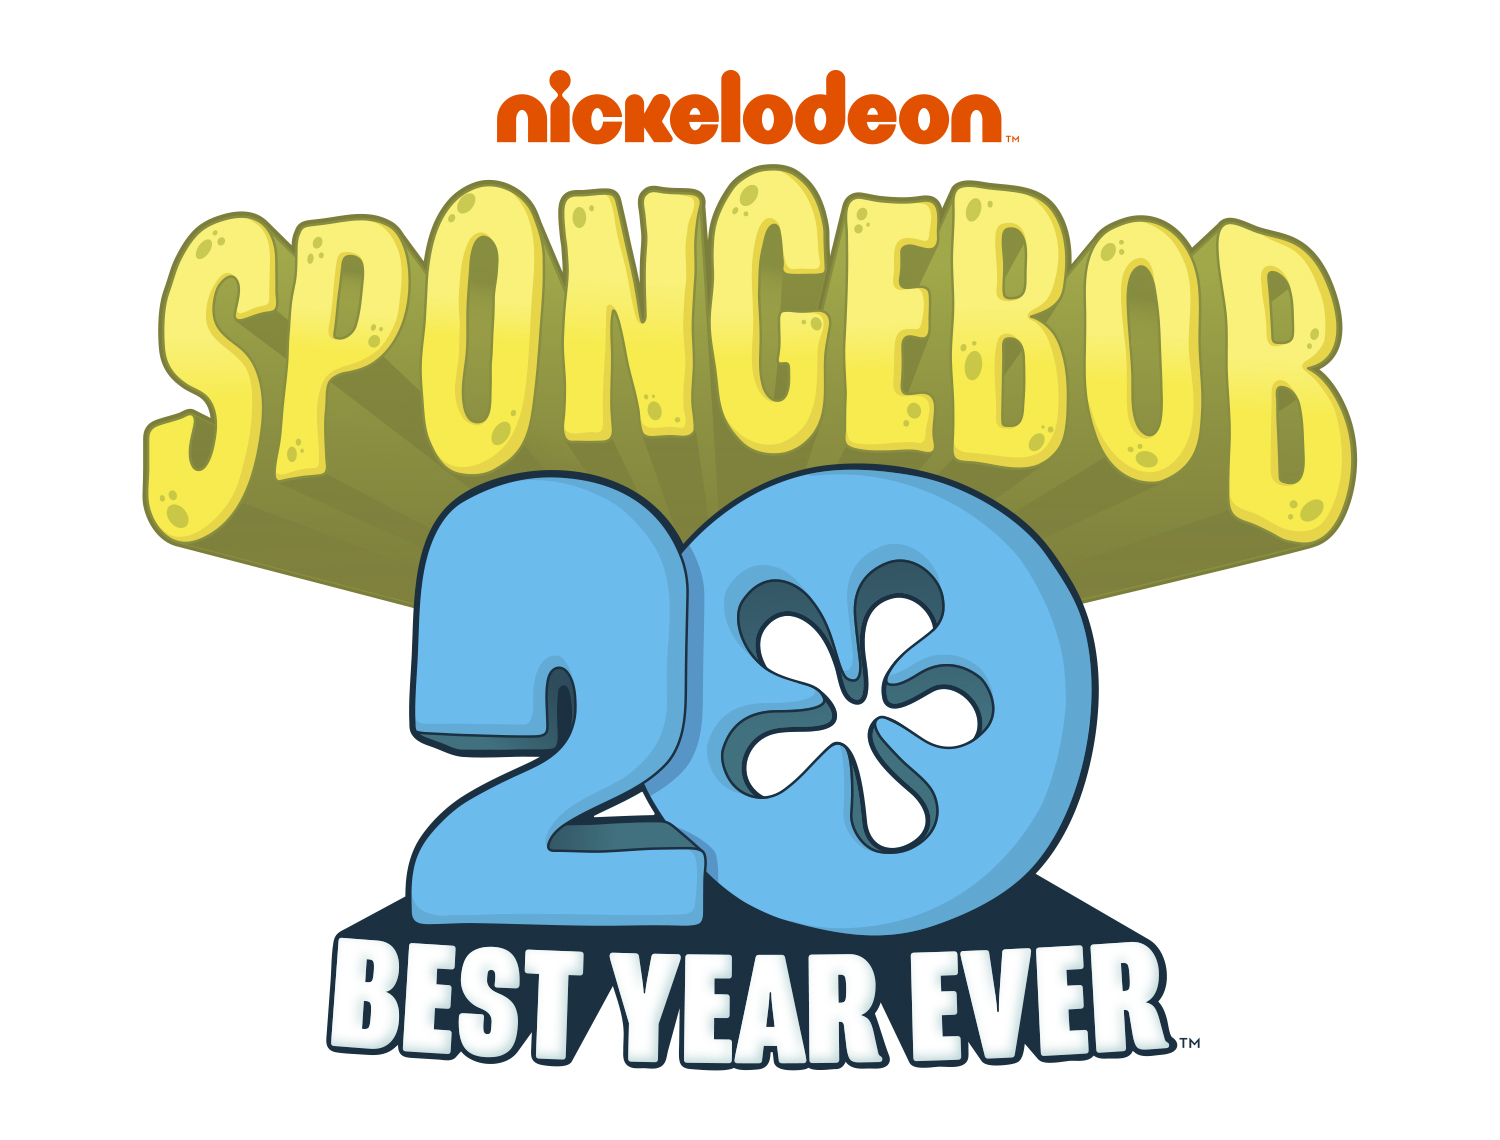 nickelodeon™
SPONGEBOB
20
BEST YEAR EVER™